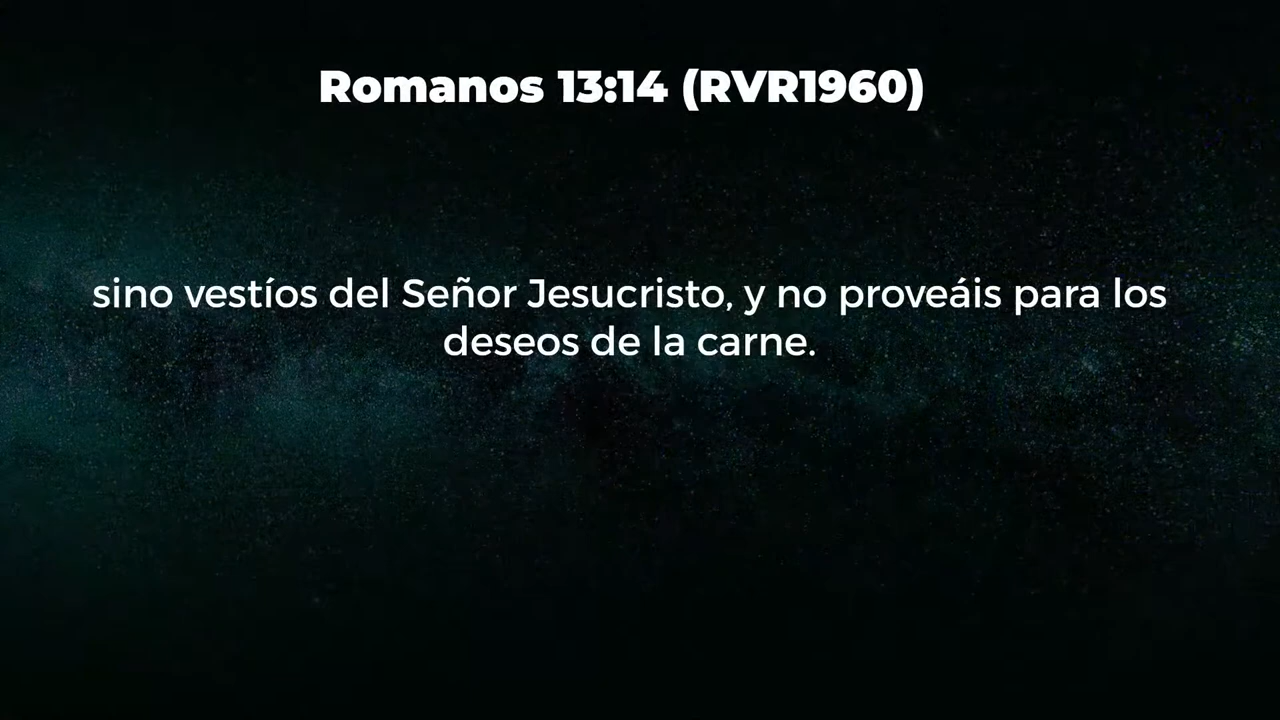 Romanos 13:14 (RVR1960)
sino vestíos del Señor Jesucristo, y no proveáis para los
deseos de la carne.